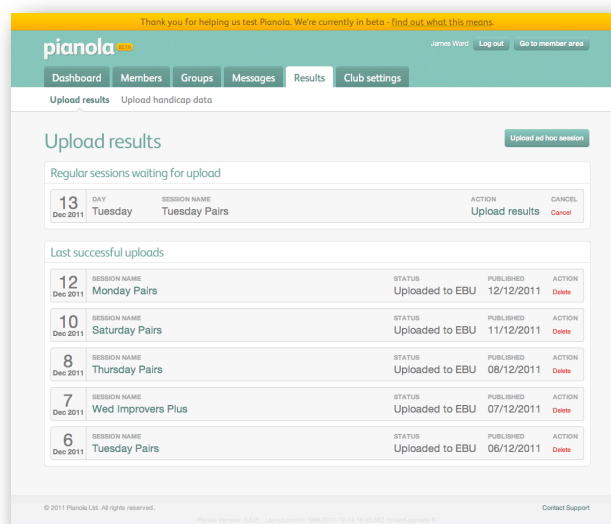 Thank you for helping us test Pianola. We're currently in beta - find out what this means.
pianola BETA
James Ward Log out Go to member area
Dashboard Members Groups Messages Results Club settings
Upload results Upload handicap data
Upload results
Upload ad hoc session
Regular sessions waiting for upload
13 DAY SESSION NAME ACTION CANCEL
Dec 2011 Tuesday Tuesday Pairs Upload results Cancel
Last successful uploads
12 SESSION NAME STATUS PUBLISHED ACTION
Dec 2011 Monday Pairs Uploaded to EBU 12/12/2011 Delete
10 SESSION NAME STATUS PUBLISHED ACTION
Dec 2011 Saturday Pairs Uploaded to EBU 11/12/2011 Delete
8 SESSION NAME STATUS PUBLISHED ACTION
Dec 2011 Thursday Pairs Uploaded to EBU 08/12/2011 Delete
7 SESSION NAME STATUS PUBLISHED ACTION
Dec 2011 Wed Improvers Plus Uploaded to EBU 07/12/2011 Delete
6 SESSION NAME STATUS PUBLISHED ACTION
Dec 2011 Tuesday Pairs Uploaded to EBU 06/12/2011 Delete
© 2011 Pianola Ltd. All rights reserved. Contact Support